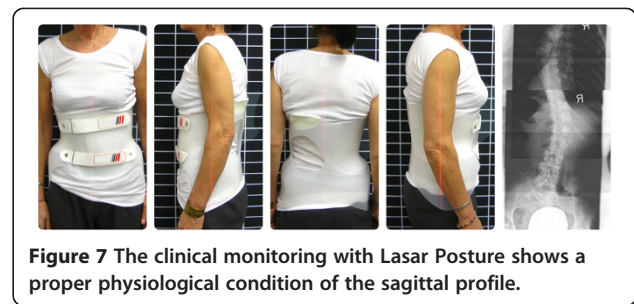 R
R
Figure 7 The clinical monitoring with Lasar Posture shows a
proper physiological condition of the sagittal profile.